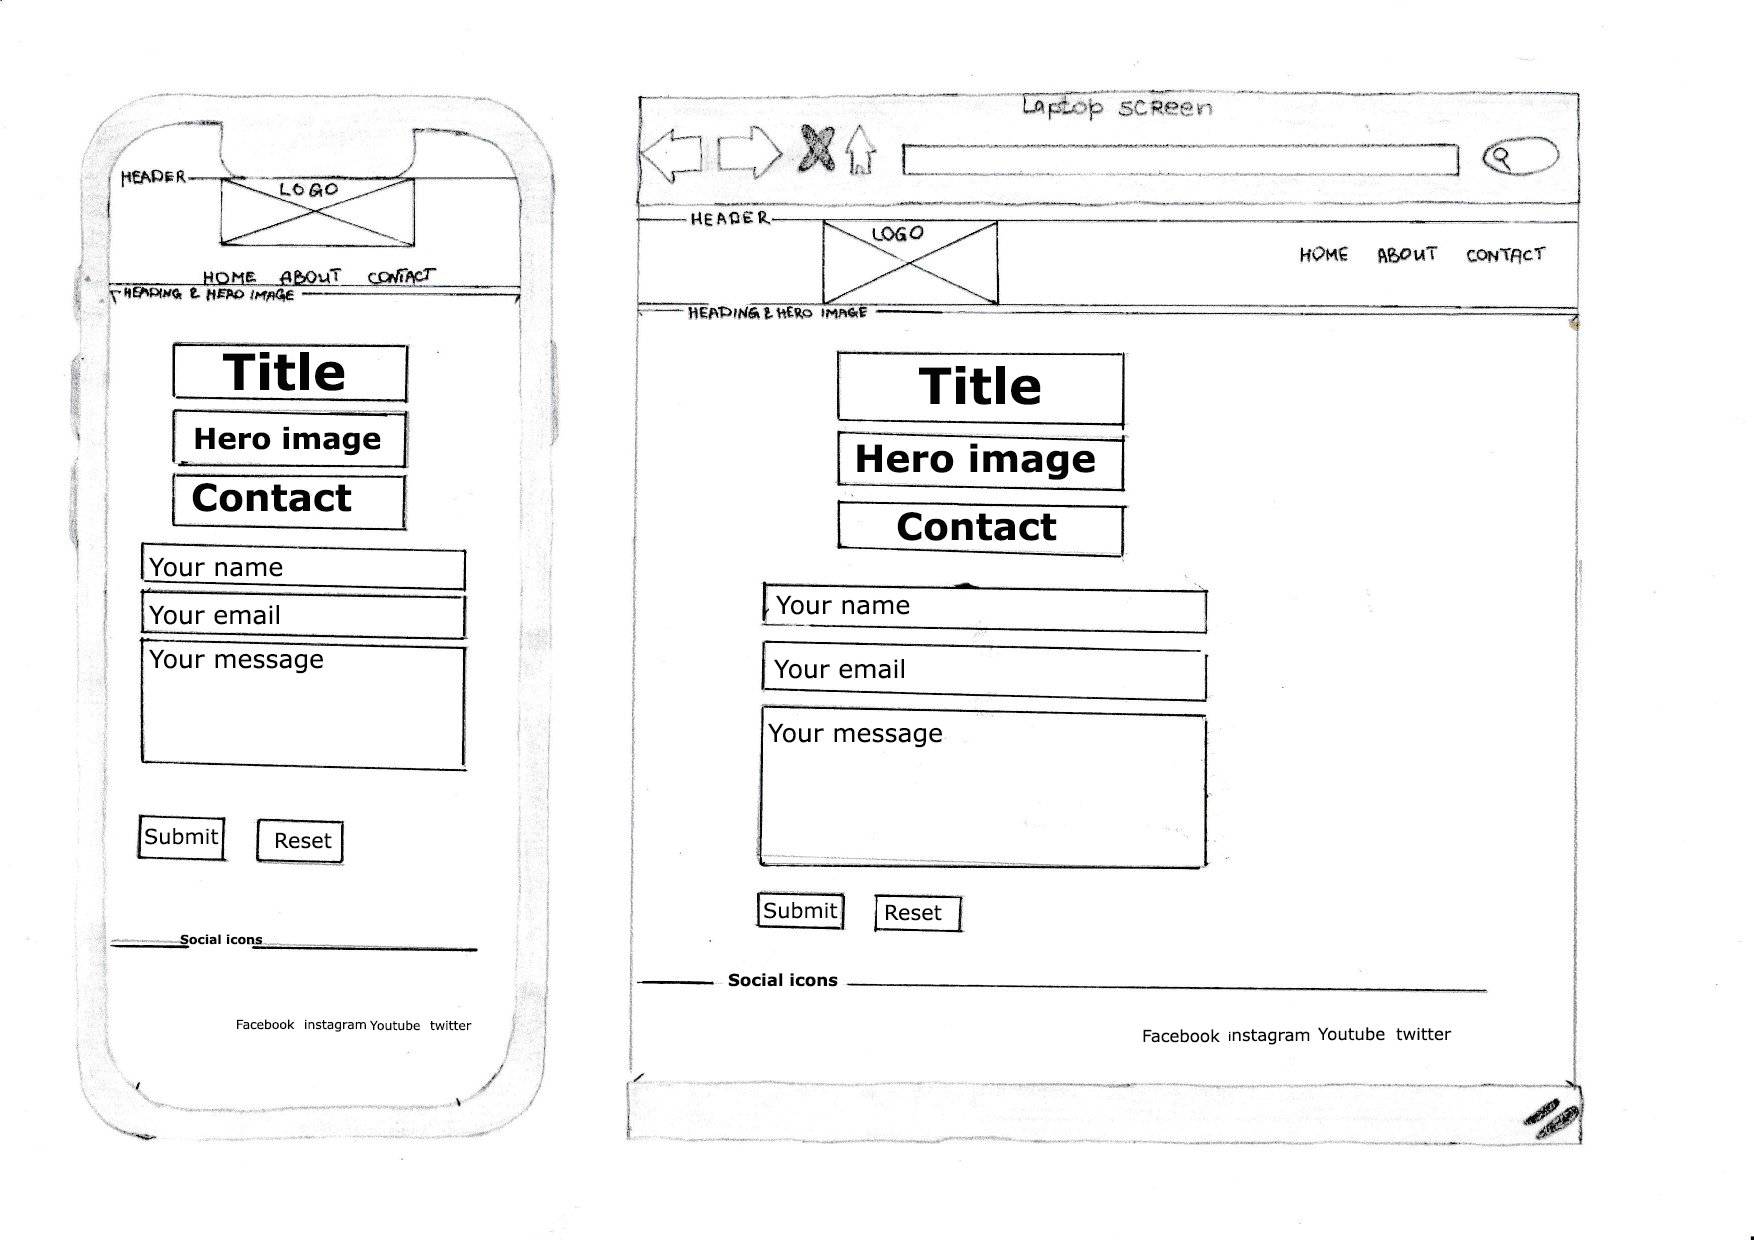 HEADER
LOGO
HOME ABOUT CONTACT
HEADING & HERO IMAGE
Title
Hero image
Contact
Your name
Your email
Your message
Submit Reset
Social icons
Facebook instagram Youtube twitter
Laptop screen
HEADER
LOGO
HOME ABOUT CONTACT
HEADING & HERO IMAGE
Title
Hero image
Contact
Your name
Your email
Your message
Submit Reset
Social icons
Facebook instagram Youtube twitter